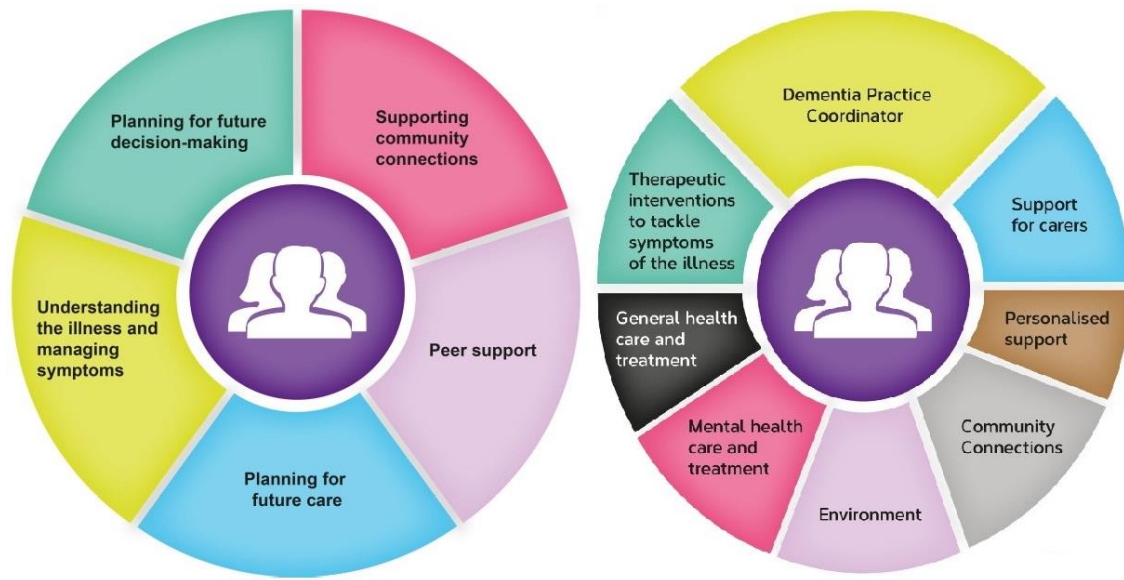 Planning for future
decision-making
Supporting
community
connections
Understanding
the illness and
managing
symptoms
Peer support
Planning for
future care
Dementia Practice
Coordinator
Therapeutic
interventions
to tackle
symptoms
of the illness
Support
for carers
General health
care and
treatment
Personalised
support
Mental health
care and
treatment
Community
Connections
Environment